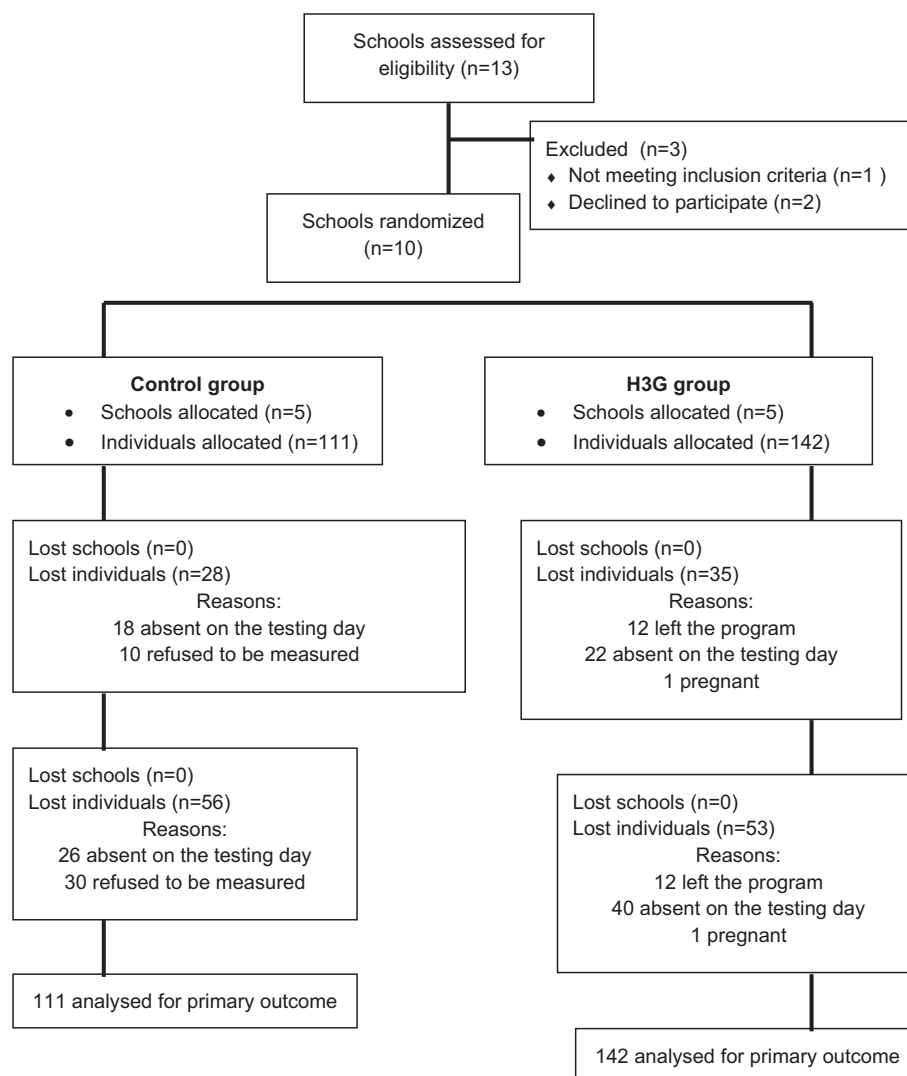 Schools assessed for
eligibility (n=13)
Excluded (n=3)
♦ Not meeting inclusion criteria (n=1 )
♦ Declined to participate (n=2)
Schools randomized
(n=10)
Control group
• Schools allocated (n=5)
• Individuals allocated (n=111)
H3G group
• Schools allocated (n=5)
• Individuals allocated (n=142)
Lost schools (n=0)
Lost individuals (n=28)
Reasons:
18 absent on the testing day
10 refused to be measured
Lost schools (n=0)
Lost individuals (n=35)
Reasons:
12 left the program
22 absent on the testing day
1 pregnant
Lost schools (n=0)
Lost individuals (n=56)
Reasons:
26 absent on the testing day
30 refused to be measured
Lost schools (n=0)
Lost individuals (n=53)
Reasons:
12 left the program
40 absent on the testing day
1 pregnant
111 analysed for primary outcome
142 analysed for primary outcome